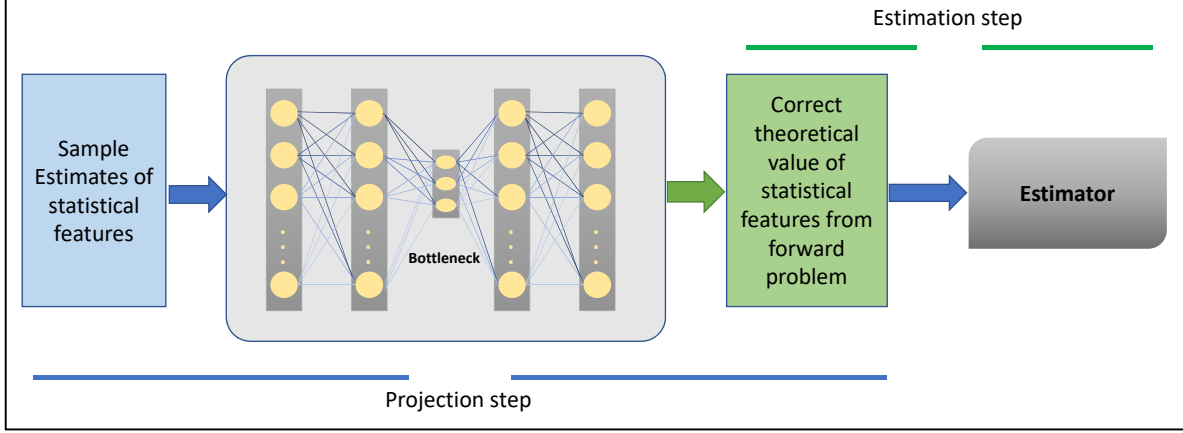 Estimation step
Sample
Estimates of
statistical
features
Bottleneck
Correct
theoretical
value of
statistical
features from
forward
problem
Estimator
Projection step